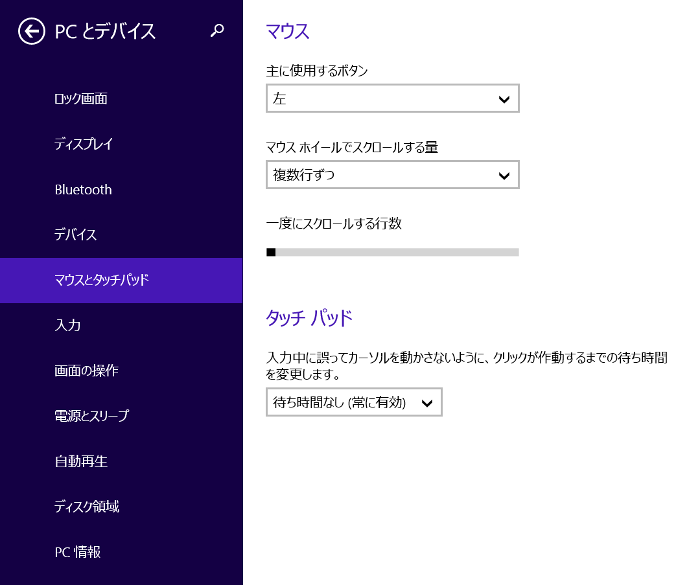 PC とデバイス
ロック画面
ディスプレイ
Bluetooth
デバイス
マウスとタッチパッド
入力
画面の操作
電源とスリープ
自動再生
ディスク領域
PC 情報
マウス
主に使用するボタン
左
マウス ホイールでスクロールする量
複数行ずつ
一度にスクロールする行数
タッチ パッド
入力中に誤ってカーソルを動かさないように、クリックが作動するまでの待ち時間
を変更します。
待ち時間なし (常に有効)